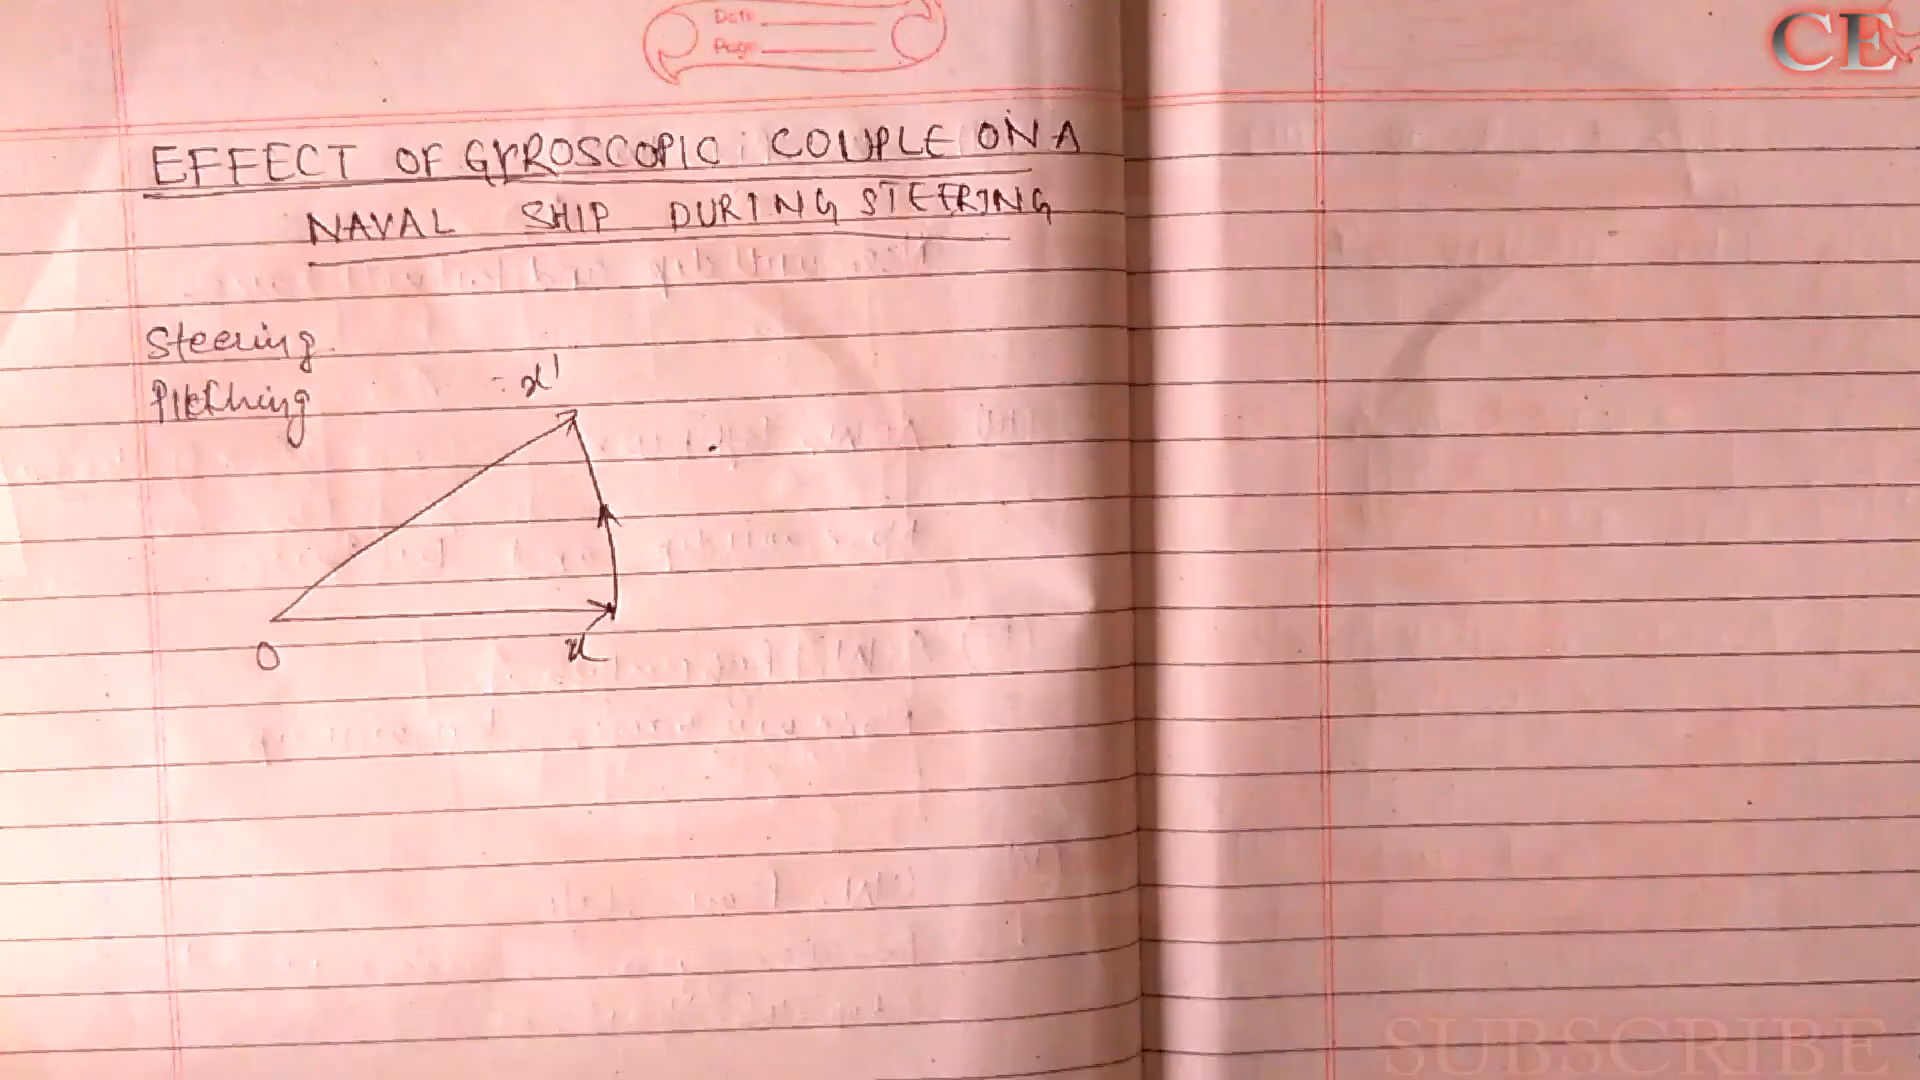 Date
Page
CE
EFFECT OF GYROSCOPIC COUPLE ON A
NAVAL SHIP DURING STEERING
Steering
Pitching
x'
O
x
SUBSCRIBE